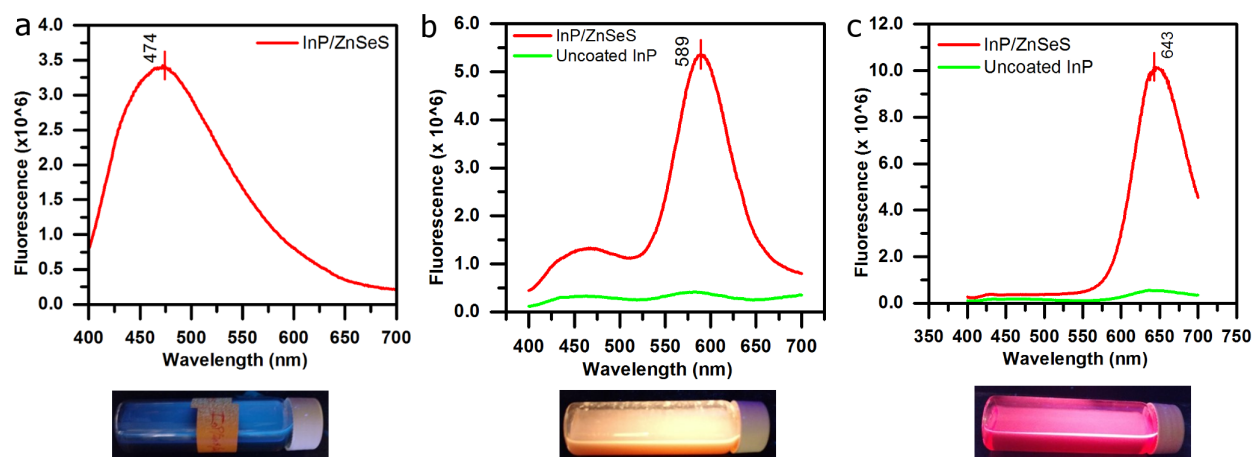 a
4.0
3.5
3.0
2.5
2.0
1.5
1.0
0.5
0.0
Fluorescence (x10^6)
474
InP/ZnSeS
400 450 500 550 600 650 700
Wavelength (nm)
b
6.0
5.0
4.0
3.0
2.0
1.0
0.0
Fluorescence (x 10^6)
InP/ZnSeS
Uncoated InP
589
400 450 500 550 600 650 700
Wavelength (nm)
c
12.0
10.0
8.0
6.0
4.0
2.0
0.0
Fluorescence (x 10^6)
InP/ZnSeS
Uncoated InP
643
350 400 450 500 550 600 650 700 750
Wavelength (nm)